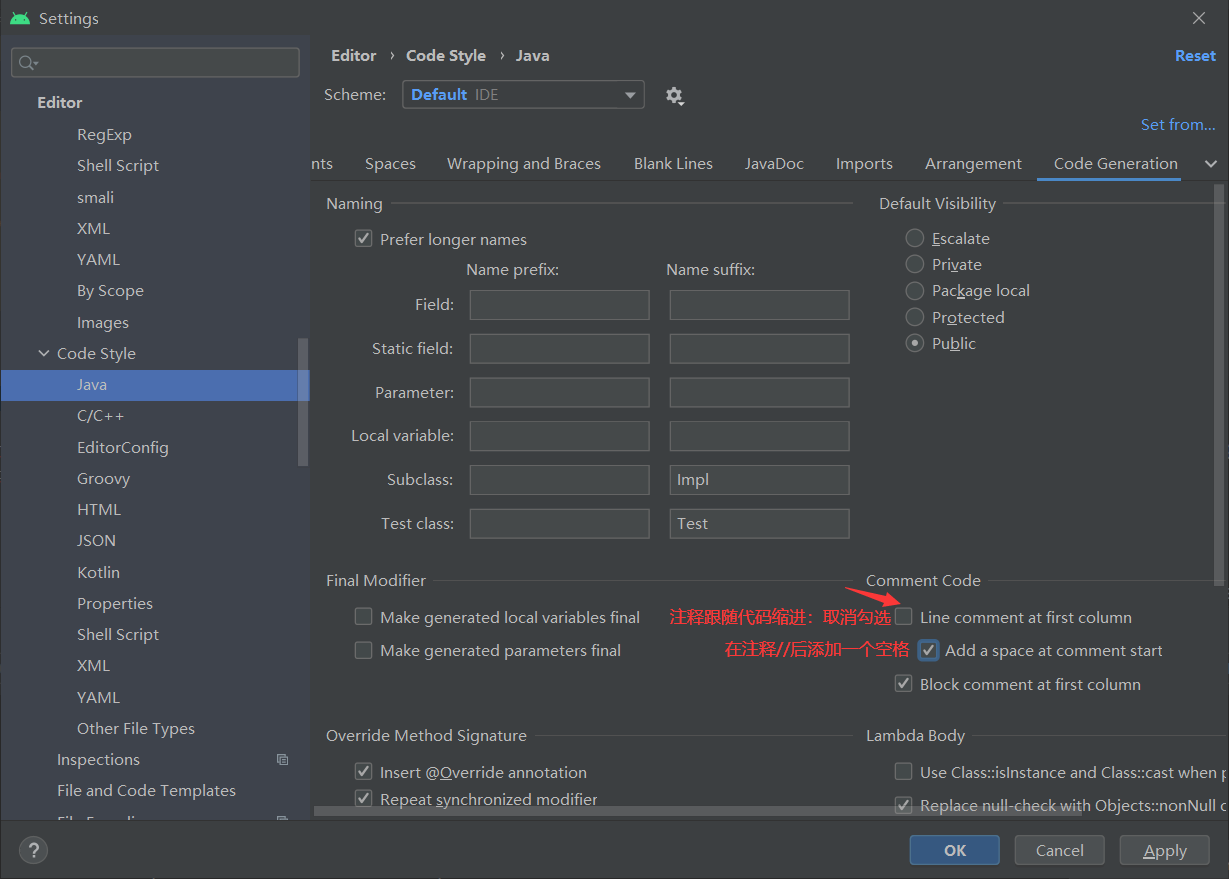 Settings
Editor
RegExp
Shell Script
smali
XML
YAML
By Scope
Images
Code Style
Java
C/C++
EditorConfig
Groovy
HTML
JSON
Kotlin
Properties
Shell Script
XML
YAML
Other File Types
Inspections
File and Code Templates
Editor › Code Style › Java
Reset
Scheme: Default IDE
Set from...
nts Spaces Wrapping and Braces Blank Lines JavaDoc Imports Arrangement Code Generation
Naming
Prefer longer names
Name prefix: Name suffix:
Field:
Static field:
Parameter:
Local variable:
Subclass: Impl
Test class: Test
Default Visibility
Escalate
Private
Package local
Protected
Public
Final Modifier
Make generated local variables final
Make generated parameters final
Comment Code
注释跟随代码缩进：取消勾选 Line comment at first column
在注释//后添加一个空格 Add a space at comment start
Block comment at first column
Override Method Signature
Insert @Override annotation
Repeat synchronized modifier
Lambda Body
Use Class::isInstance and Class::cast when p
Replace null-check with Objects::nonNull o
?
OK Cancel Apply